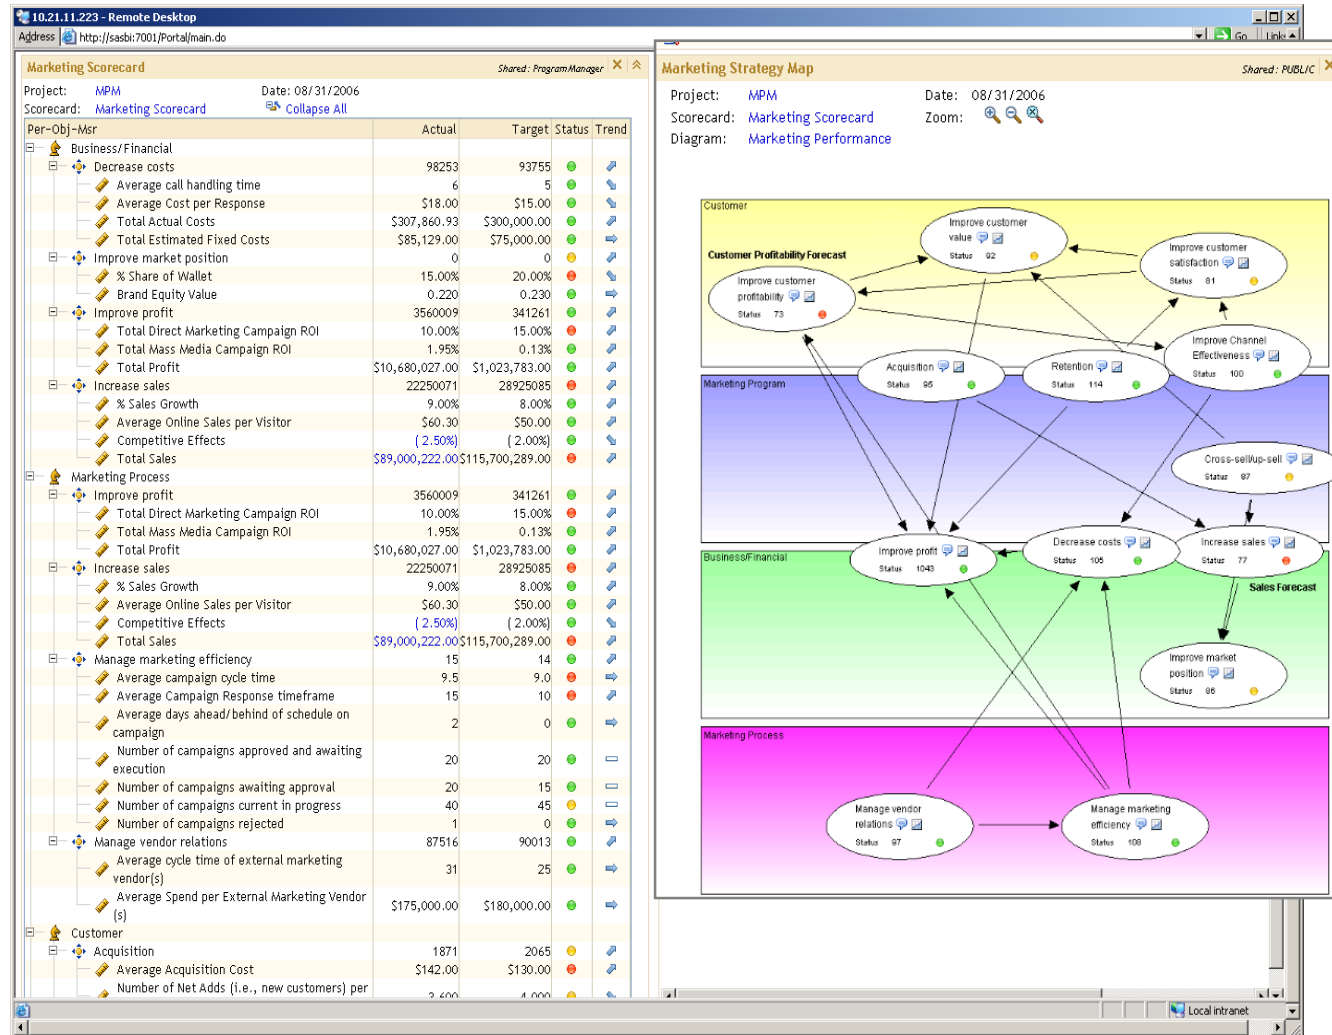 10.21.11.223 - Remote Desktop
Address http://sasbi:7001/Portal/main.do Go Links
Marketing Scorecard Shared: ProgramManager
Project: MPM Date: 08/31/2006
Scorecard: Marketing Scorecard Collapse All
Per-Obj-Msr Actual Target Status Trend
Business/Financial
Decrease costs 98253 93755
Average call handling time 6 5
Average Cost per Response $18.00 $15.00
Total Actual Costs $307,860.93 $300,000.00
Total Estimated Fixed Costs $85,129.00 $75,000.00
Improve market position 0 0
% Share of Wallet 15.00% 20.00%
Brand Equity Value 0.220 0.230
Improve profit 3560009 341261
Total Direct Marketing Campaign ROI 10.00% 15.00%
Total Mass Media Campaign ROI 1.95% 0.13%
Total Profit $10,680,027.00 $1,023,783.00
Increase sales 22250071 28925085
% Sales Growth 9.00% 8.00%
Average Online Sales per Visitor $60.30 $50.00
Competitive Effects (2.50%) (2.00%)
Total Sales $89,000,222.00 $115,700,289.00
Marketing Process
Improve profit 3560009 341261
Total Direct Marketing Campaign ROI 10.00% 15.00%
Total Mass Media Campaign ROI 1.95% 0.13%
Total Profit $10,680,027.00 $1,023,783.00
Increase sales 22250071 28925085
% Sales Growth 9.00% 8.00%
Average Online Sales per Visitor $60.30 $50.00
Competitive Effects (2.50%) (2.00%)
Total Sales $89,000,222.00 $115,700,289.00
Manage marketing efficiency 15 14
Average campaign cycle time 9.5 9.0
Average Campaign Response timeframe 15 10
Average days ahead/behind of schedule on
campaign 2 0
Number of campaigns approved and awaiting
execution 20 20
Number of campaigns awaiting approval 20 15
Number of campaigns current in progress 40 45
Number of campaigns rejected 1 0
Manage vendor relations 87516 90013
Average cycle time of external marketing
vendor(s) 31 25
Average Spend per External Marketing Vendor
(s) $175,000.00 $180,000.00
Customer
Acquisition 1871 2065
Average Acquisition Cost $142.00 $130.00
Number of Net Adds (i.e., new customers) per
3,600 4,000
Marketing Strategy Map Shared: PUBLIC
Project: MPM Date: 08/31/2006
Scorecard: Marketing Scorecard Zoom:
Diagram: Marketing Performance
Customer
Improve customer
value
Status 92
Customer Profitability Forecast
Improve customer
satisfaction
Status 81
Improve customer
profitability
Status 73
Improve Channel
Effectiveness
Status 100
Acquisition
Status 95
Retention
Status 114
Marketing Program
Cross-sell/up-sell
Status 87
Business/Financial
Improve profit
Status 1043
Decrease costs
Status 105
Increase sales
Status 77
Sales Forecast
Improve market
position
Status 86
Marketing Process
Manage vendor
relations
Status 97
Manage marketing
efficiency
Status 108
Local intranet